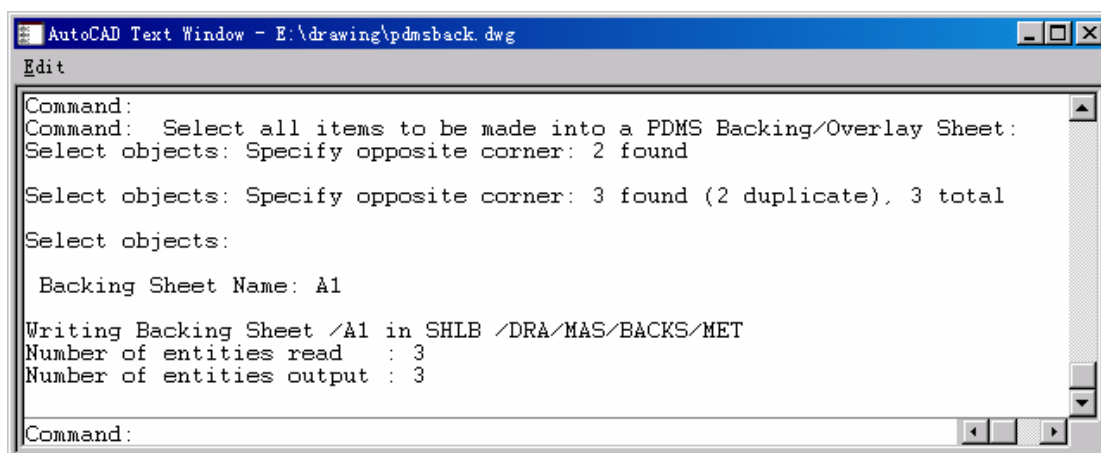 AutoCAD Text Window - E:\drawing\pdmsback.dwg
Edit
Command:
Command:  Select all items to be made into a PDMS Backing/Overlay Sheet:
Select objects: Specify opposite corner: 2 found
Select objects: Specify opposite corner: 3 found (2 duplicate), 3 total
Select objects:
Backing Sheet Name: A1
Writing Backing Sheet /A1 in SHLB /DRA/MAS/BACKS/MET
Number of entities read   : 3
Number of entities output : 3
Command: